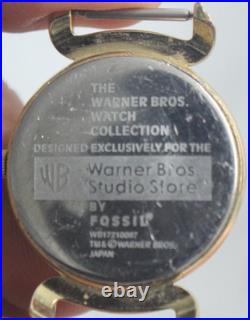 THE
WARNER BROS.
WATCH
COLLECTION
DESIGNED EXCLUSIVELY FOR THE
WB Warner Bros
Studio Store
BY
FOSSIL
TM&©WARNER BROS.
JAPAN